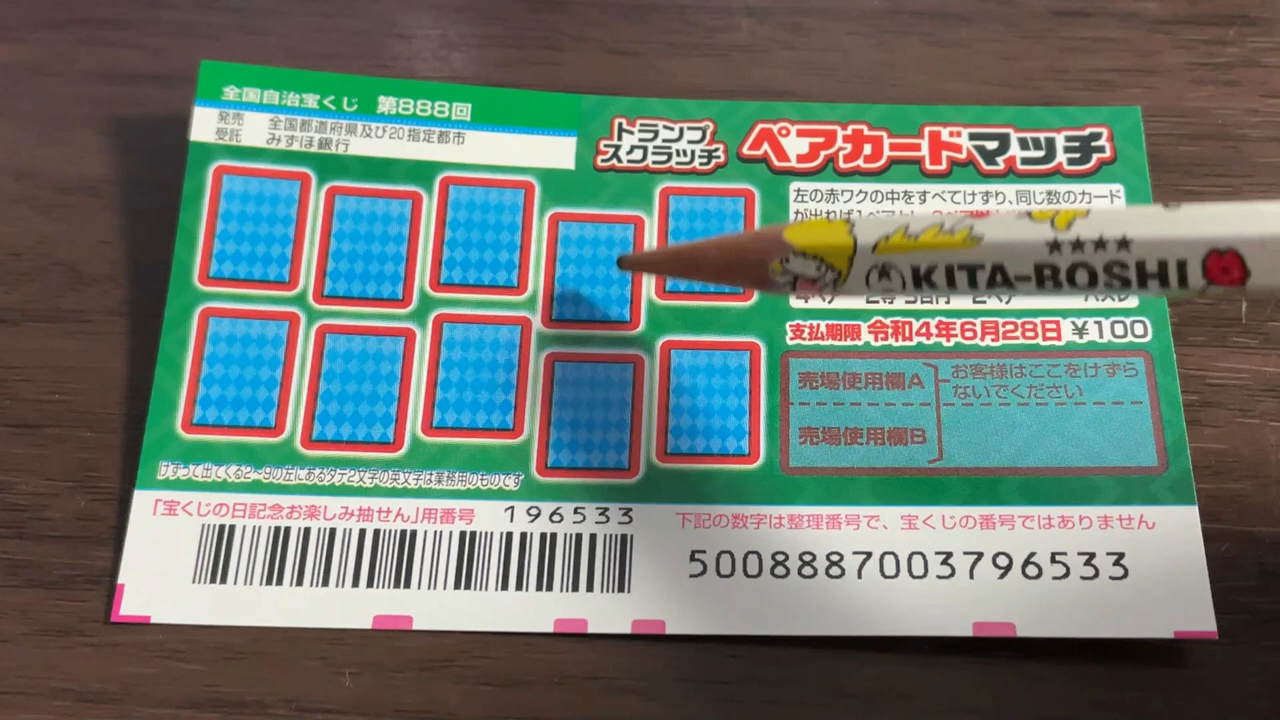 全国自治宝くじ 第888回
発売 全国都道府県及び20指定都市
受託 みずほ銀行
トランプ
スクラッチ
ペアカードマッチ
左の赤ワクの中をすべてけずり、同じ数のカード
が出れば1ペア
★★★★
KITA-BOSHI
支払期限 令和4年6月28日 ¥100
売場使用欄A
売場使用欄B
お客様はここをけずら
ないでください
けずって出てくる2〜9の左にあるタテ2文字の英文字は業務用のものです
「宝くじの日記念お楽しみ抽せん」用番号 196533
下記の数字は整理番号で、宝くじの番号ではありません
5008887003796533